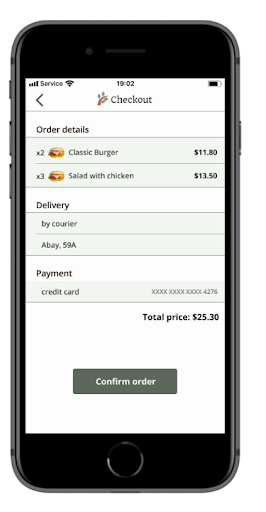 Service 19:02
Checkout
Order details
x2 Classic Burger $11.80
x3 Salad with chicken $13.50
Delivery
by courier
Abay, 59A
Payment
credit card XXXX XXXX XXXX 4276
Total price: $25.30
Confirm order